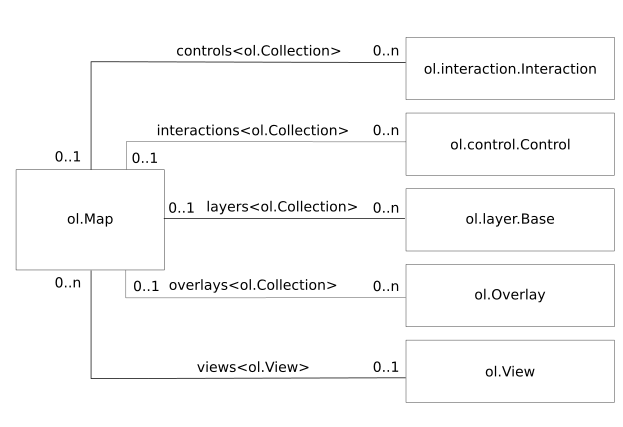 controls<ol.Collection> 0..n
ol.interaction.Interaction
interactions<ol.Collection> 0..n
ol.control.Control
0..1 0..1
ol.Map
0..1 layers<ol.Collection> 0..n
ol.layer.Base
0..n 0..1 overlays<ol.Collection> 0..n
ol.Overlay
views<ol.View> 0..1
ol.View